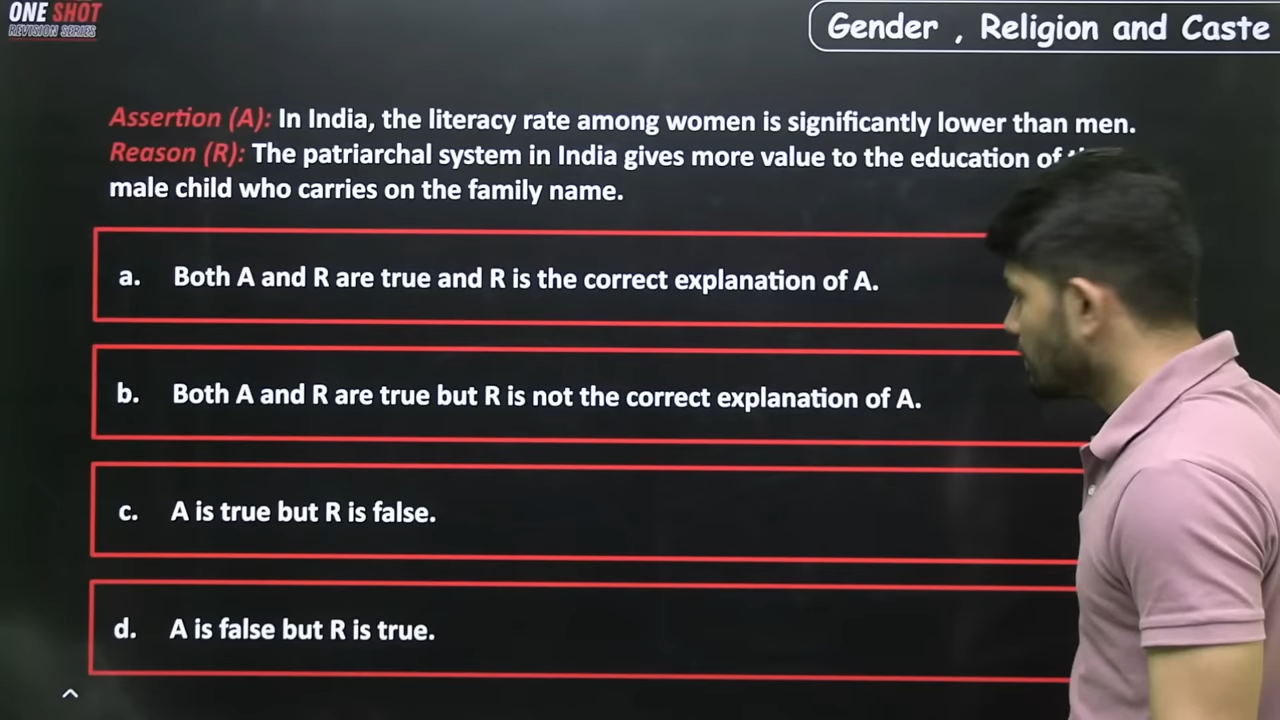 ONE SHOT
REVISION SERIES
Gender , Religion and Caste
Assertion (A): In India, the literacy rate among women is significantly lower than men.
Reason (R): The patriarchal system in India gives more value to the education of
male child who carries on the family name.
a. Both A and R are true and R is the correct explanation of A.
b. Both A and R are true but R is not the correct explanation of A.
c. A is true but R is false.
d. A is false but R is true.